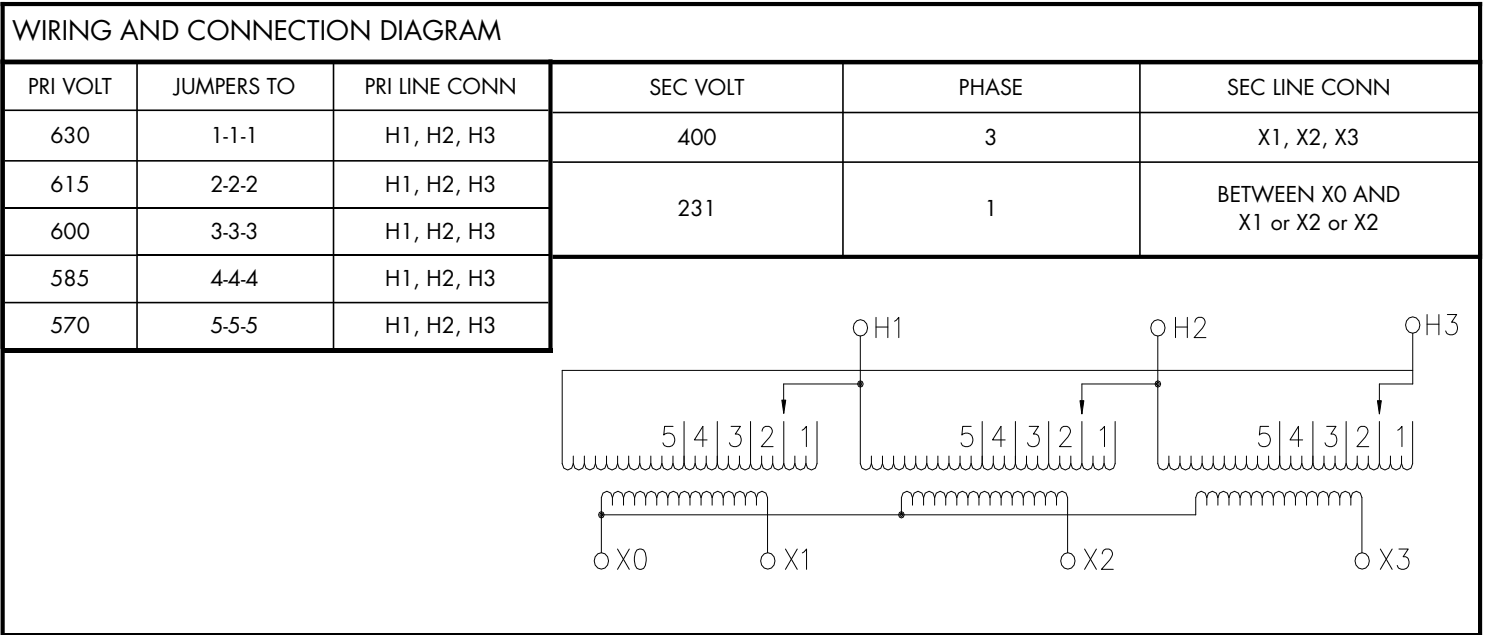 WIRING AND CONNECTION DIAGRAM
PRI VOLT JUMPERS TO PRI LINE CONN
630 1-1-1 H1, H2, H3
615 2-2-2 H1, H2, H3
600 3-3-3 H1, H2, H3
585 4-4-4 H1, H2, H3
570 5-5-5 H1, H2, H3
SEC VOLT PHASE SEC LINE CONN
400 3 X1, X2, X3
231 1 BETWEEN X0 AND
X1 or X2 or X2
H1 H2 H3
5 4 3 2 1 5 4 3 2 1 5 4 3 2 1
X0 X1 X2 X3